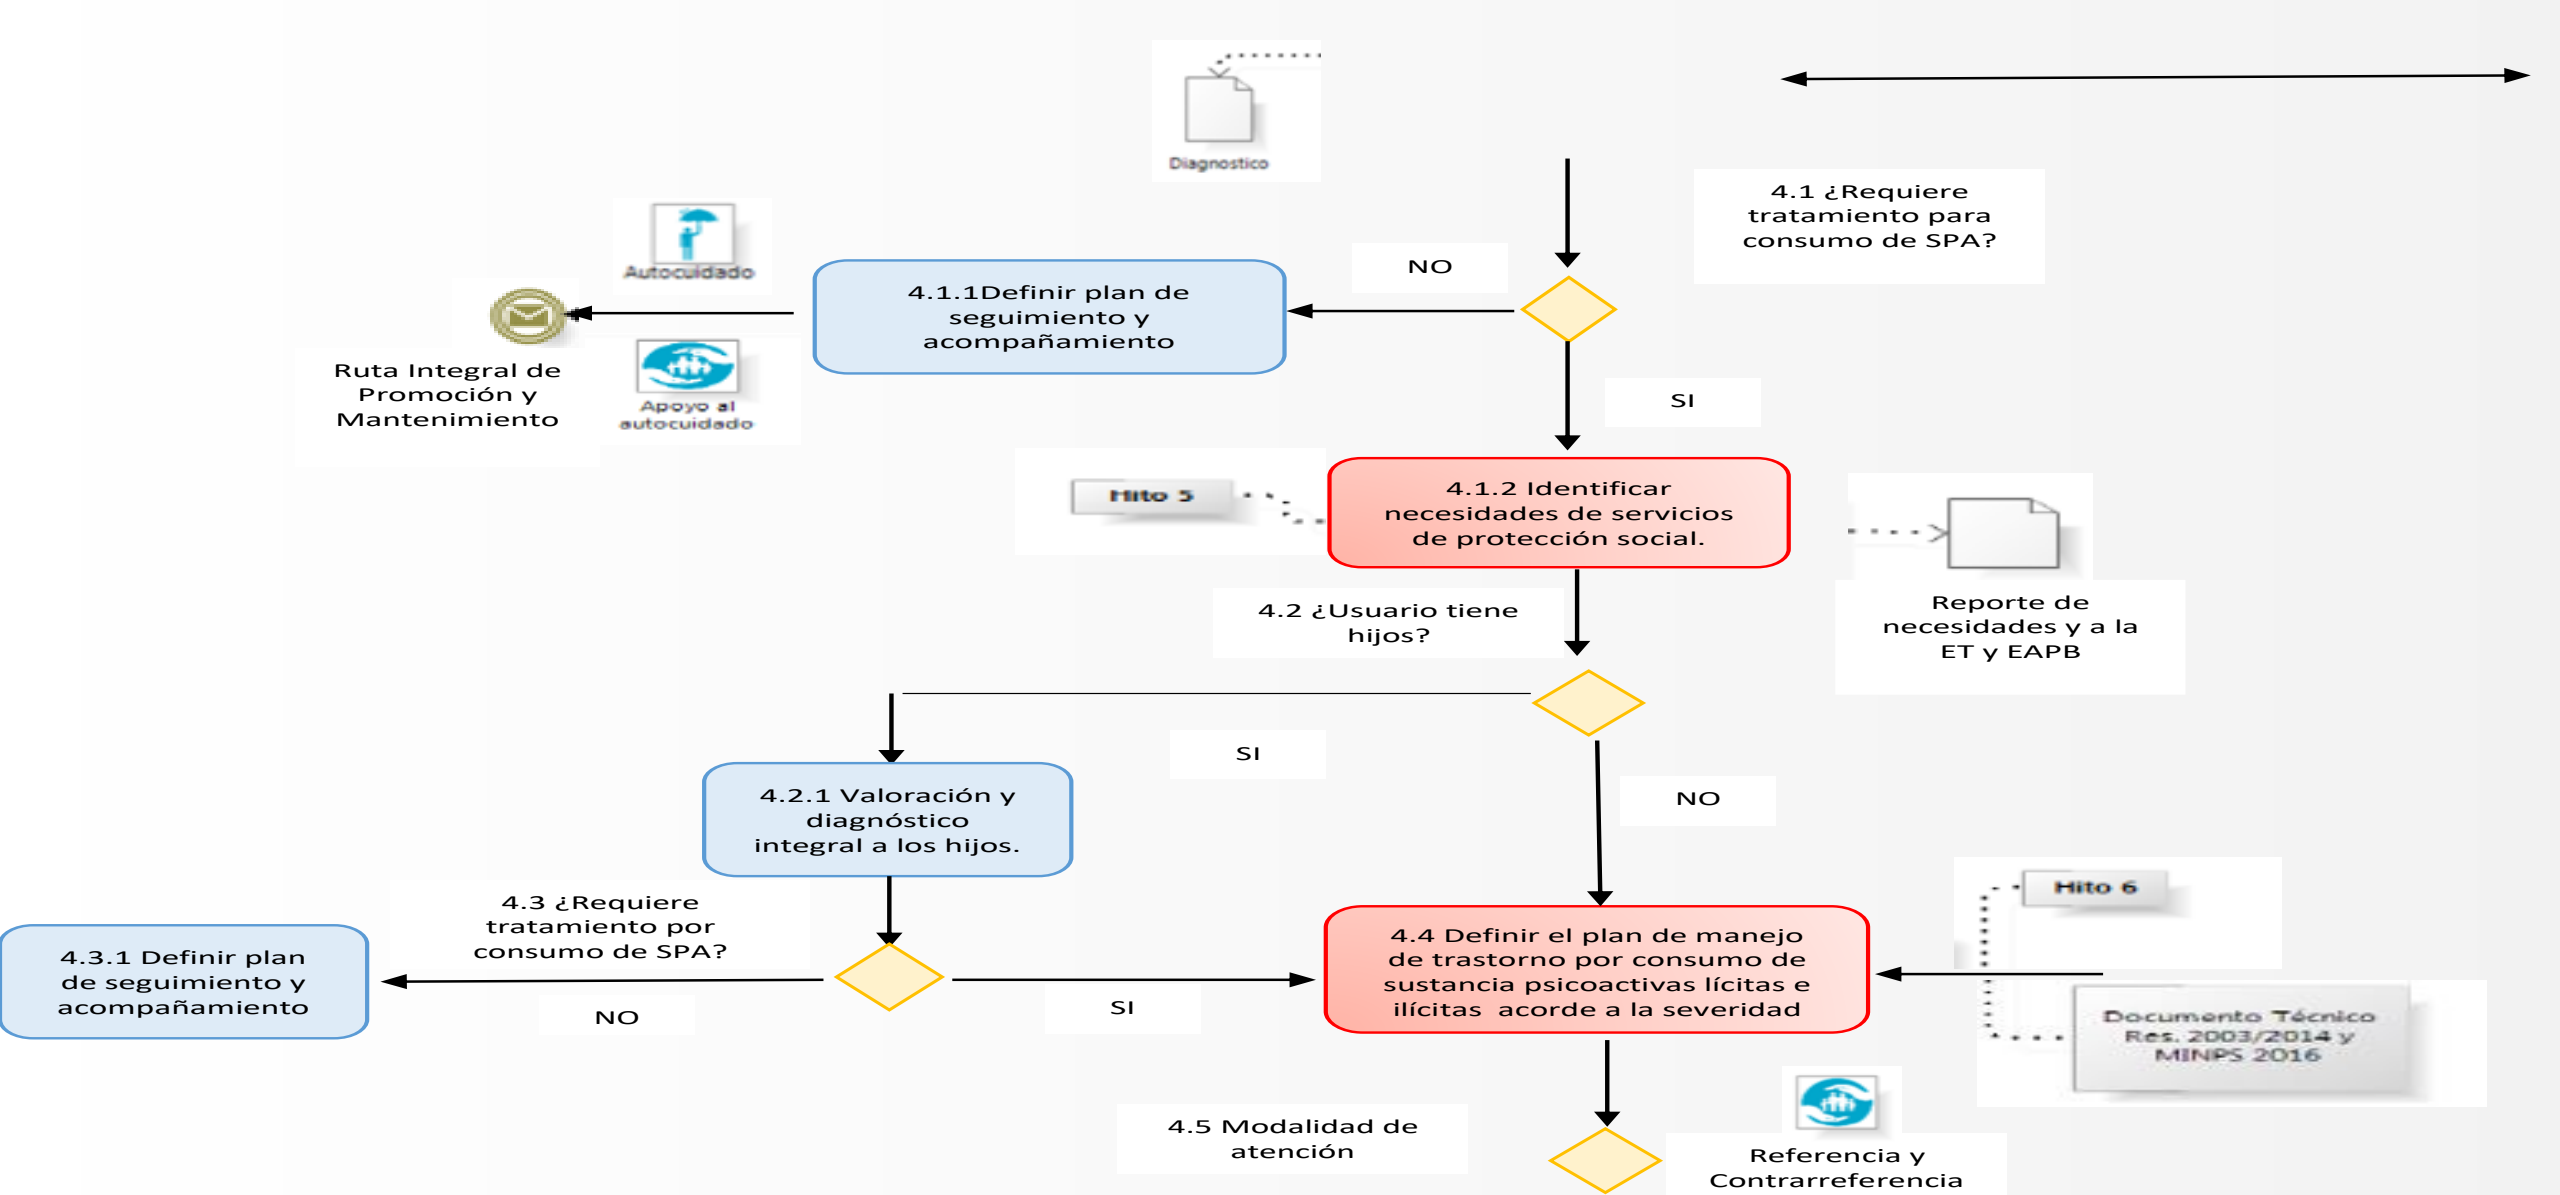 Diagnostico
4.1 ¿Requiere
tratamiento para
consumo de SPA?
NO
Autocuidado
4.1.1Definir plan de
seguimiento y
acompañamiento
Ruta Integral de
Promoción y
Mantenimiento
Apoyo al
autocuidado
SI
Hito 5
4.1.2 Identificar
necesidades de servicios
de protección social.
Reporte de
necesidades y a la
ET y EAPB
4.2 ¿Usuario tiene
hijos?
SI
NO
4.2.1 Valoración y
diagnóstico
integral a los hijos.
4.3 ¿Requiere
tratamiento por
consumo de SPA?
4.3.1 Definir plan
de seguimiento y
acompañamiento
NO
SI
4.4 Definir el plan de manejo
de trastorno por consumo de
sustancia psicoactivas lícitas e
ilícitas  acorde a la severidad
Hito 6
Documento Técnico
Res. 2003/2014 y
MINPS 2016
4.5 Modalidad de
atención
Referencia y
Contrarreferencia